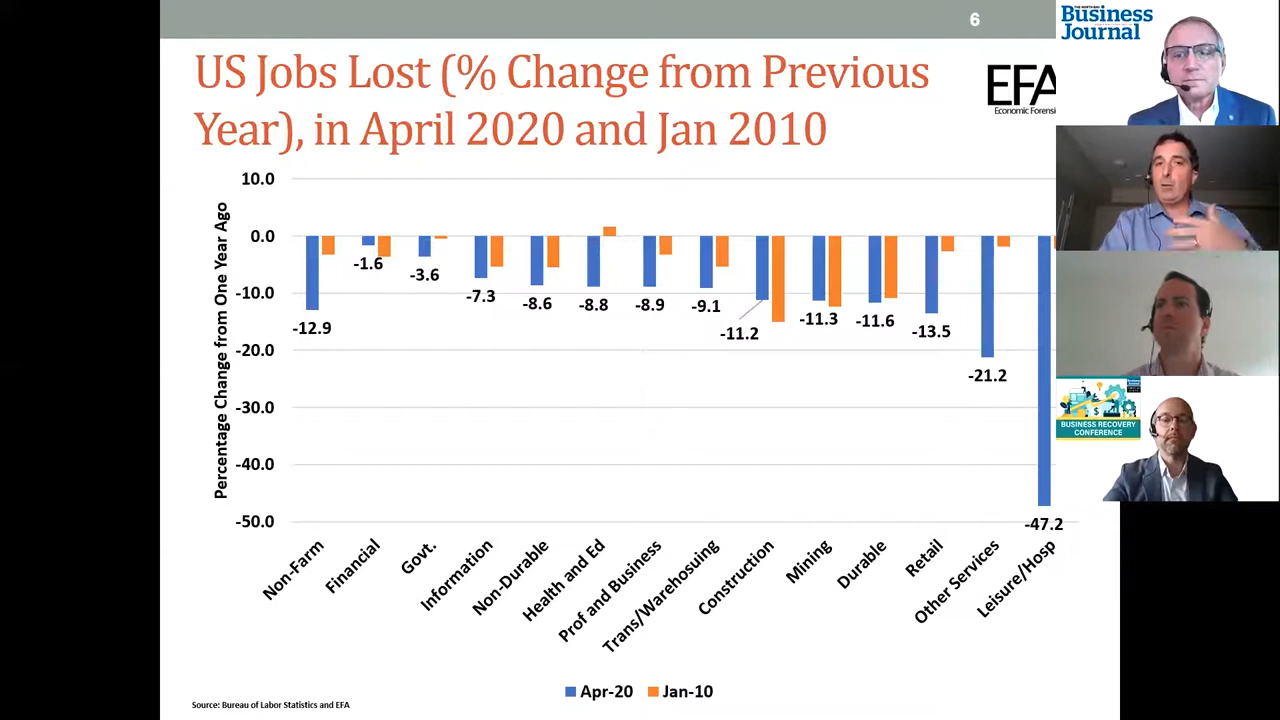 6
US Jobs Lost (% Change from Previous
Year), in April 2020 and Jan 2010
EFA
Economic Forensi
THE NORTH BAY
Business
Journal
Percentage Change from One Year Ago
10.0
0.0
-10.0
-20.0
-30.0
-40.0
-50.0
-12.9
-1.6
-3.6
-7.3
-8.6
-8.8
-8.9
-9.1
-11.2
-11.3
-11.6
-13.5
-21.2
-47.2
Non-Farm
Financial
Govt.
Information
Non-Durable
Health and Ed
Prof and Business
Trans/Warehosuing
Construction
Mining
Durable
Retail
Other Services
Leisure/Hosp
Apr-20
Jan-10
Source: Bureau of Labor Statistics and EFA
BUSINESS RECOVERY
CONFERENCE